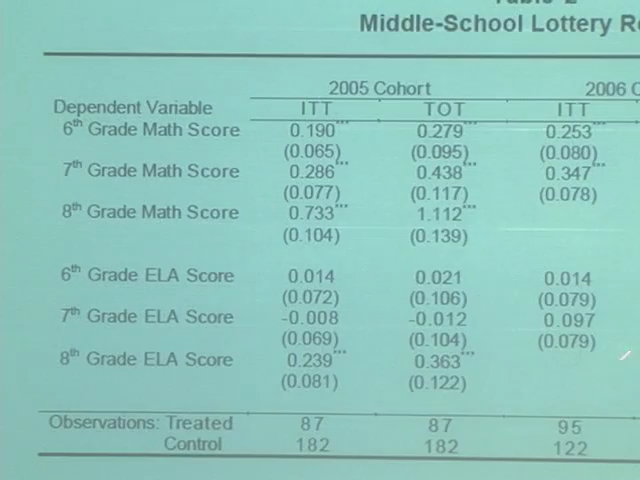 Middle-School Lottery
2005 Cohort 2006
Dependent Variable ITT TOT ITT
6th Grade Math Score 0.190*** 0.279*** 0.253***
(0.065) (0.095) (0.080)
7th Grade Math Score 0.286*** 0.438*** 0.347***
(0.077) (0.117) (0.078)
8th Grade Math Score 0.733*** 1.112***
(0.104) (0.139)
6th Grade ELA Score 0.014 0.021 0.014
(0.072) (0.106) (0.079)
7th Grade ELA Score -0.008 -0.012 0.097
(0.069) (0.104) (0.079)
8th Grade ELA Score 0.239*** 0.363***
(0.081) (0.122)
Observations: Treated 87 87 95
Control 182 182 122